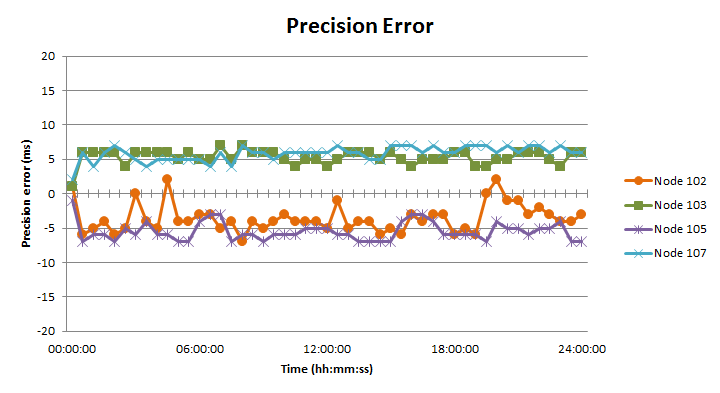 Precision Error
20
15
10
5
0
-5
-10
-15
-20
Precision error (ms)
00:00:00 06:00:00 12:00:00 18:00:00 24:00:00
Time (hh:mm:ss)
Node 102
Node 103
Node 105
Node 107